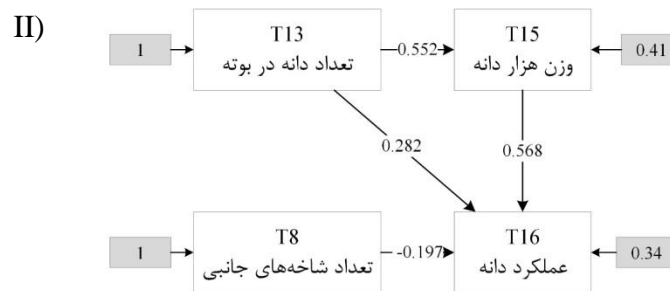 II)
1
T13
تعداد دانه در بوته
0.552
T15
وزن هزار دانه
0.41
0.282
0.568
1
T8
تعداد شاخه‌های جانبی
-0.197
T16
عملکرد دانه
0.34